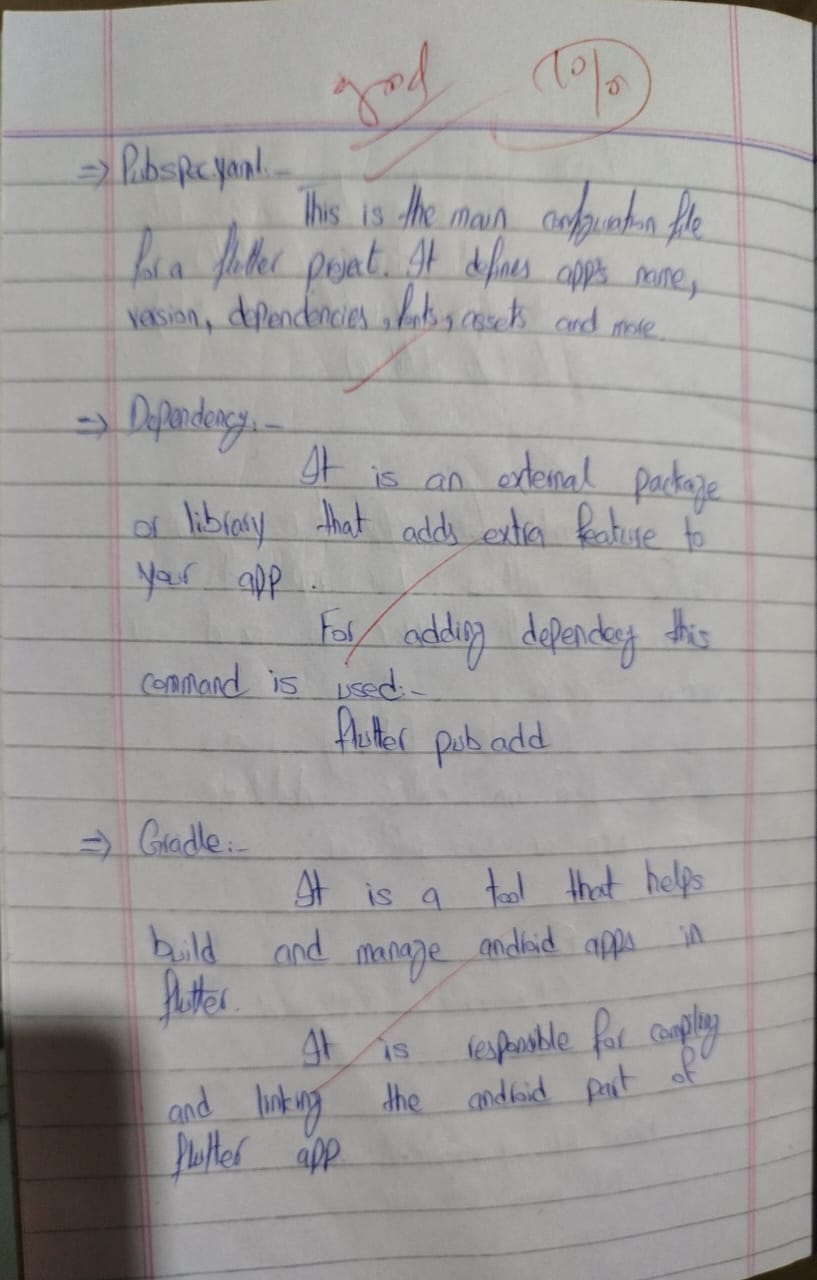 good 10/10
⇒ Pubspec.yaml:-
This is the main configuration file
for a flutter project. It defines app's name,
version, dependencies, fonts, assets and more.
⇒ Dependency:-
It is an external package
or library that adds extra feature to
your app.
For adding dependecy this
command is used:-
flutter pub add
⇒ Gradle:-
It is a tool that helps
build and manage android apps in
flutter.
It is responsible for compling
and linking the android part of
flutter app.